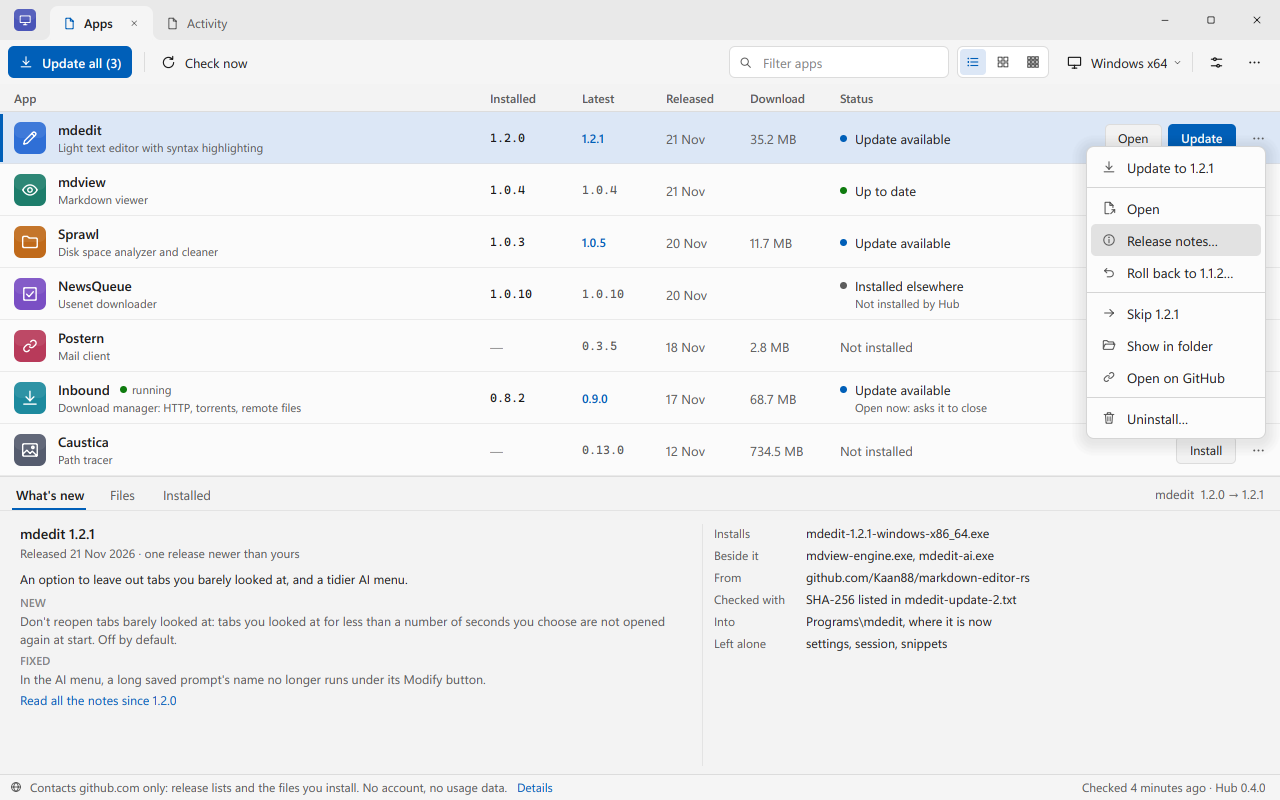 Apps
Activity
Update all (3)
Check now
Filter apps
Windows x64
App Installed Latest Released Download Status
mdedit
Light text editor with syntax highlighting
1.2.0 1.2.1 21 Nov 35.2 MB Update available Open Update
mdview
Markdown viewer
1.0.4 1.0.4 21 Nov Up to date
Sprawl
Disk space analyzer and cleaner
1.0.3 1.0.5 20 Nov 11.7 MB Update available
NewsQueue
Usenet downloader
1.0.10 1.0.10 20 Nov Installed elsewhere
Not installed by Hub
Postern
Mail client
— 0.3.5 18 Nov 2.8 MB Not installed
Inbound running
Download manager: HTTP, torrents, remote files
0.8.2 0.9.0 17 Nov 68.7 MB Update available
Open now: asks it to close
Caustica
Path tracer
— 0.13.0 12 Nov 734.5 MB Not installed Install
Update to 1.2.1
Open
Release notes...
Roll back to 1.1.2...
Skip 1.2.1
Show in folder
Open on GitHub
Uninstall...
What's new Files Installed mdedit 1.2.0 → 1.2.1
mdedit 1.2.1
Released 21 Nov 2026 · one release newer than yours
An option to leave out tabs you barely looked at, and a tidier AI menu.
NEW
Don't reopen tabs barely looked at: tabs you looked at for less than a number of seconds you choose are not opened
again at start. Off by default.
FIXED
In the AI menu, a long saved prompt's name no longer runs under its Modify button.
Read all the notes since 1.2.0
Installs mdedit-1.2.1-windows-x86_64.exe
Beside it mdview-engine.exe, mdedit-ai.exe
From github.com/Kaan88/markdown-editor-rs
Checked with SHA-256 listed in mdedit-update-2.txt
Into Programs\mdedit, where it is now
Left alone settings, session, snippets
Contacts github.com only: release lists and the files you install. No account, no usage data. Details
Checked 4 minutes ago · Hub 0.4.0